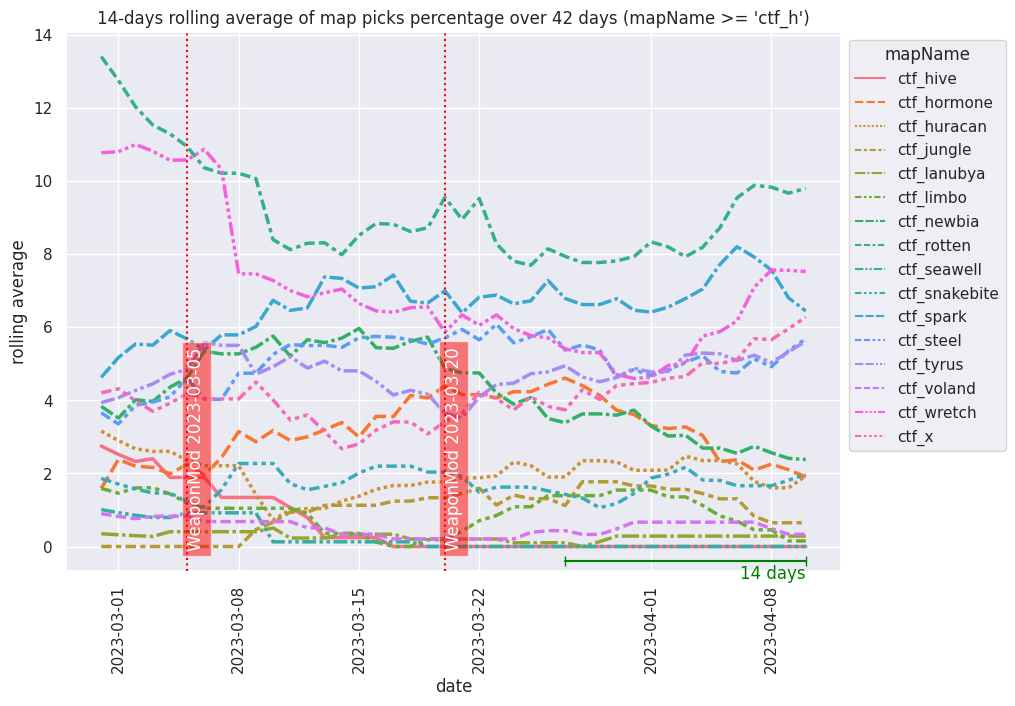 14-days rolling average of map picks percentage over 42 days (mapName >= 'ctf_h')
rolling average
14
12
10
8
6
4
2
0
WeaponMod 2023-03-05
WeaponMod 2023-03-20
14 days
2023-03-01
2023-03-08
2023-03-15
2023-03-22
2023-04-01
2023-04-08
date
mapName
ctf_hive
ctf_hormone
ctf_huracan
ctf_jungle
ctf_lanubya
ctf_limbo
ctf_newbia
ctf_rotten
ctf_seawell
ctf_snakebite
ctf_spark
ctf_steel
ctf_tyrus
ctf_voland
ctf_wretch
ctf_x